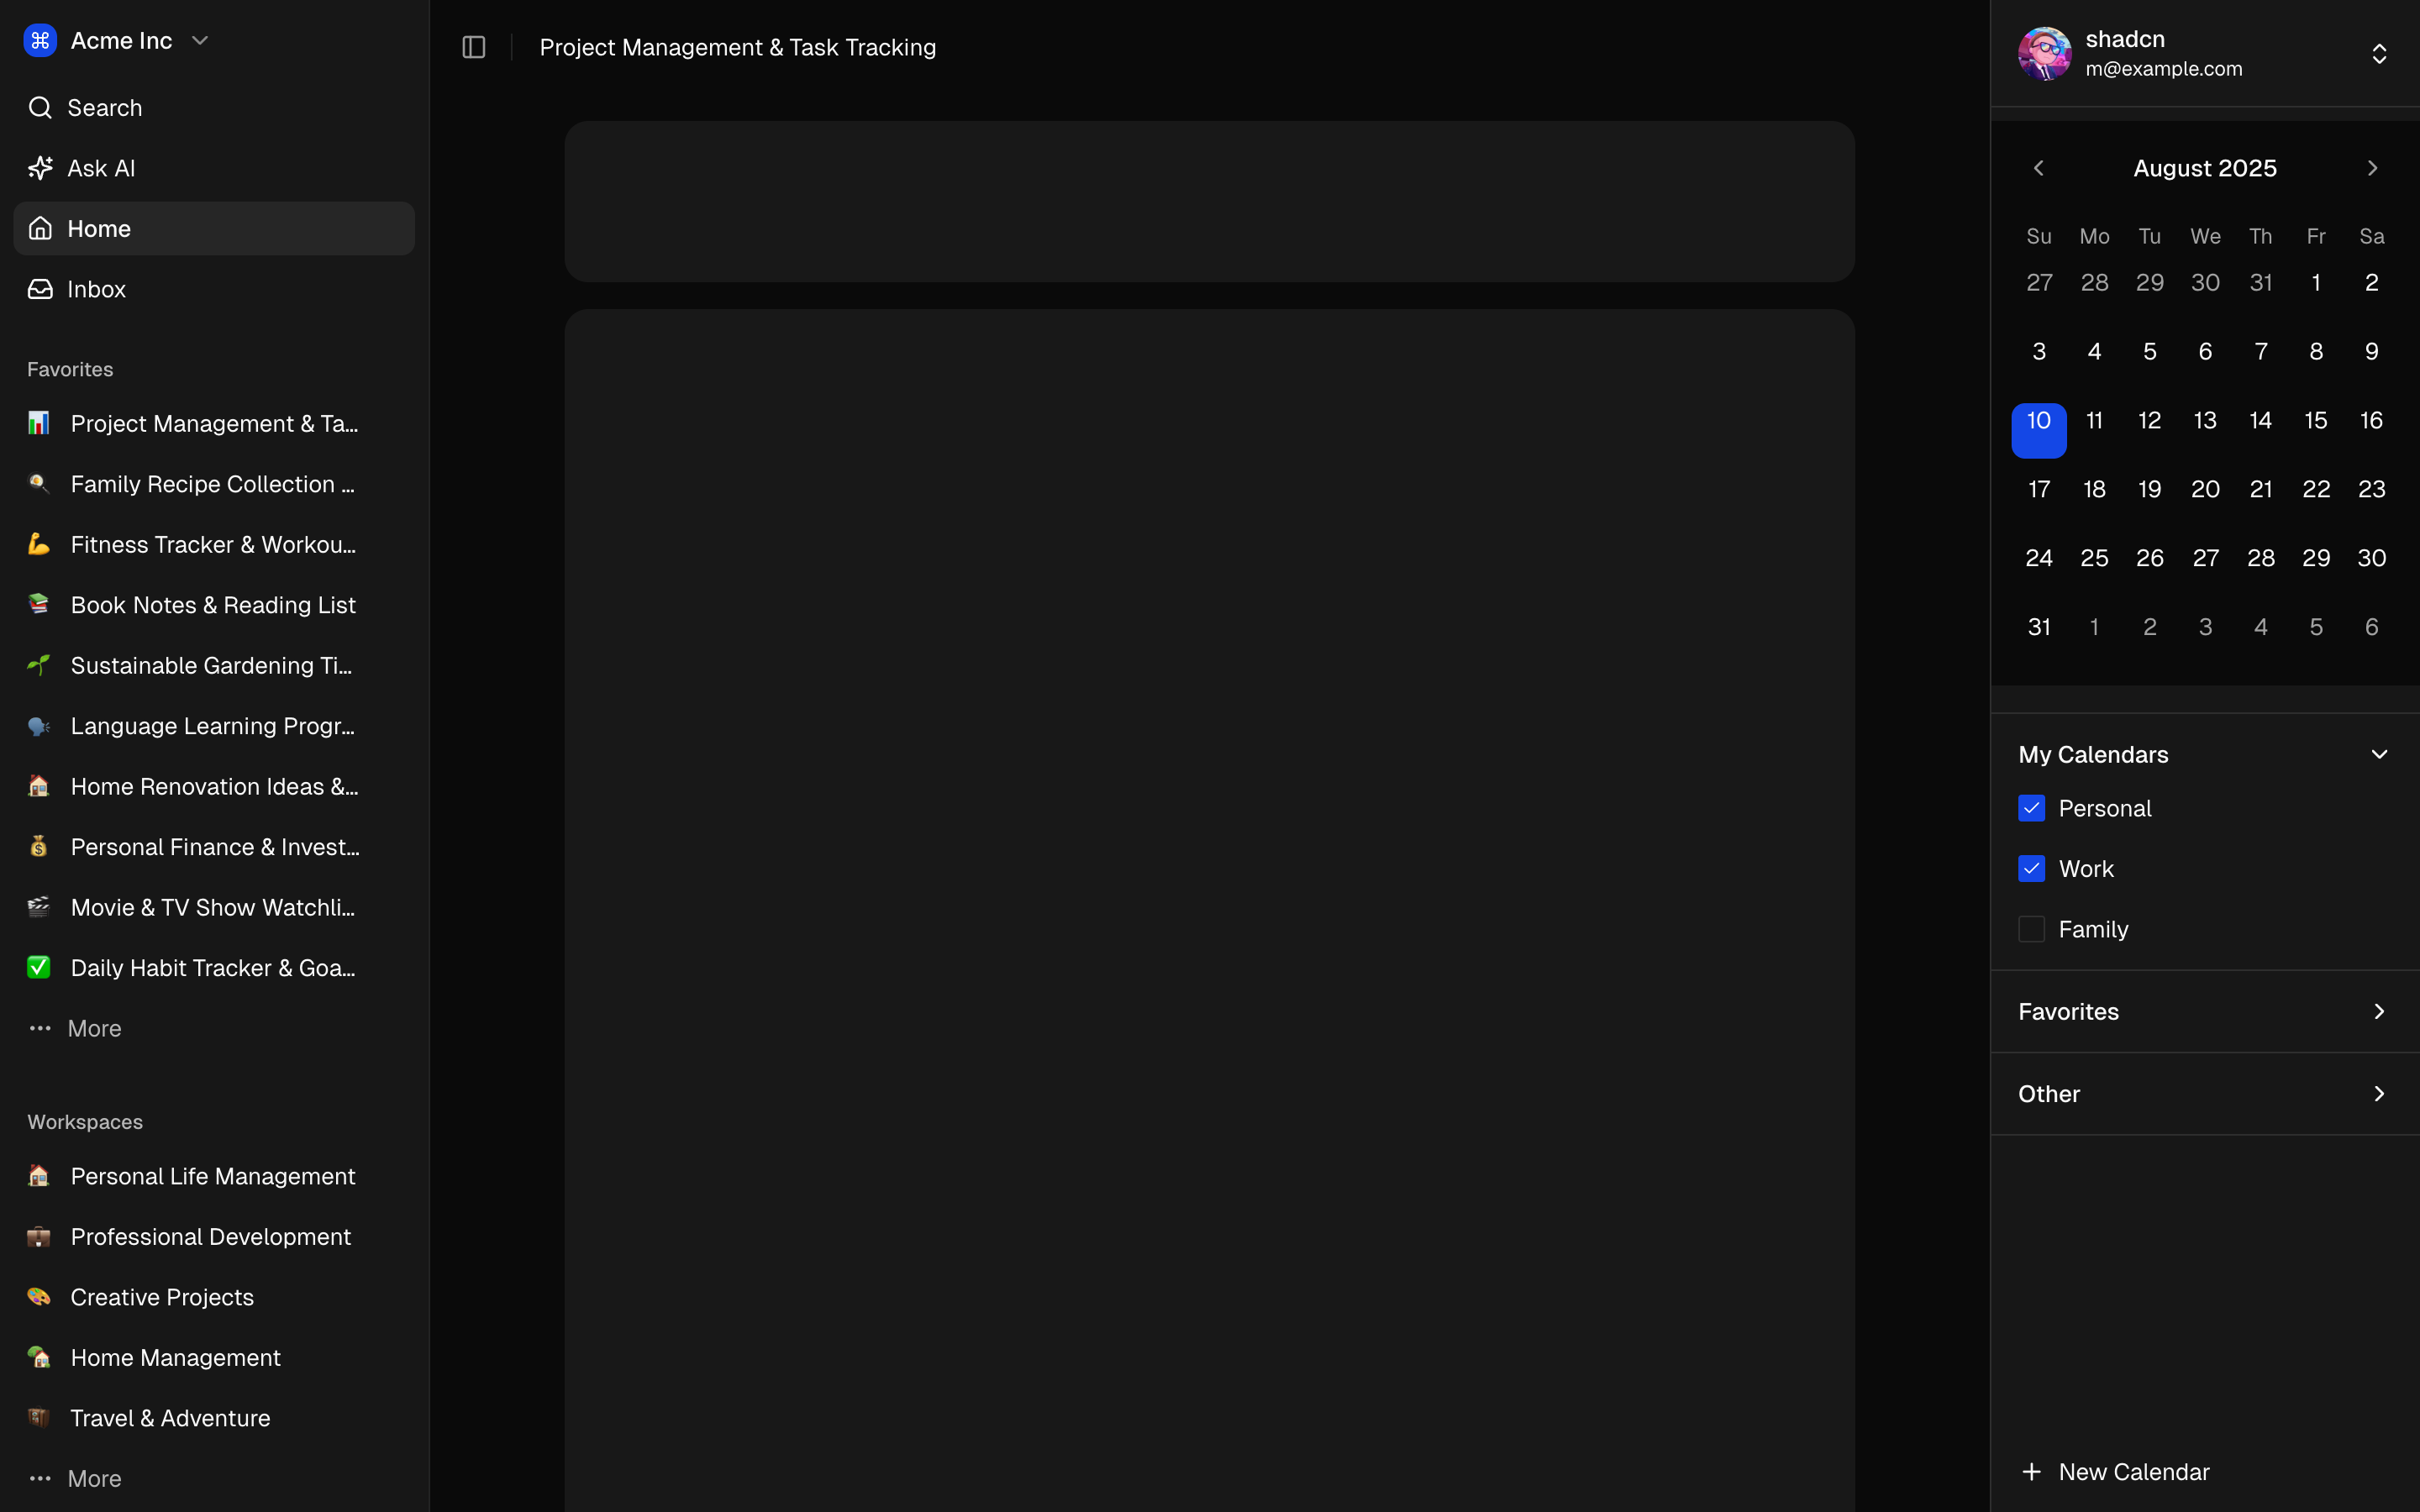 Acme Inc
Search
Ask AI
Home
Inbox
Favorites
Project Management & Ta...
Family Recipe Collection ...
Fitness Tracker & Workou...
Book Notes & Reading List
Sustainable Gardening Ti...
Language Learning Progr...
Home Renovation Ideas &...
Personal Finance & Invest...
Movie & TV Show Watchli...
Daily Habit Tracker & Goa...
More
Workspaces
Personal Life Management
Professional Development
Creative Projects
Home Management
Travel & Adventure
More
Project Management & Task Tracking
shadcn
m@example.com
August 2025
Su Mo Tu We Th Fr Sa
27 28 29 30 31 1 2
3 4 5 6 7 8 9
10 11 12 13 14 15 16
17 18 19 20 21 22 23
24 25 26 27 28 29 30
31 1 2 3 4 5 6
My Calendars
Personal
Work
Family
Favorites
Other
New Calendar